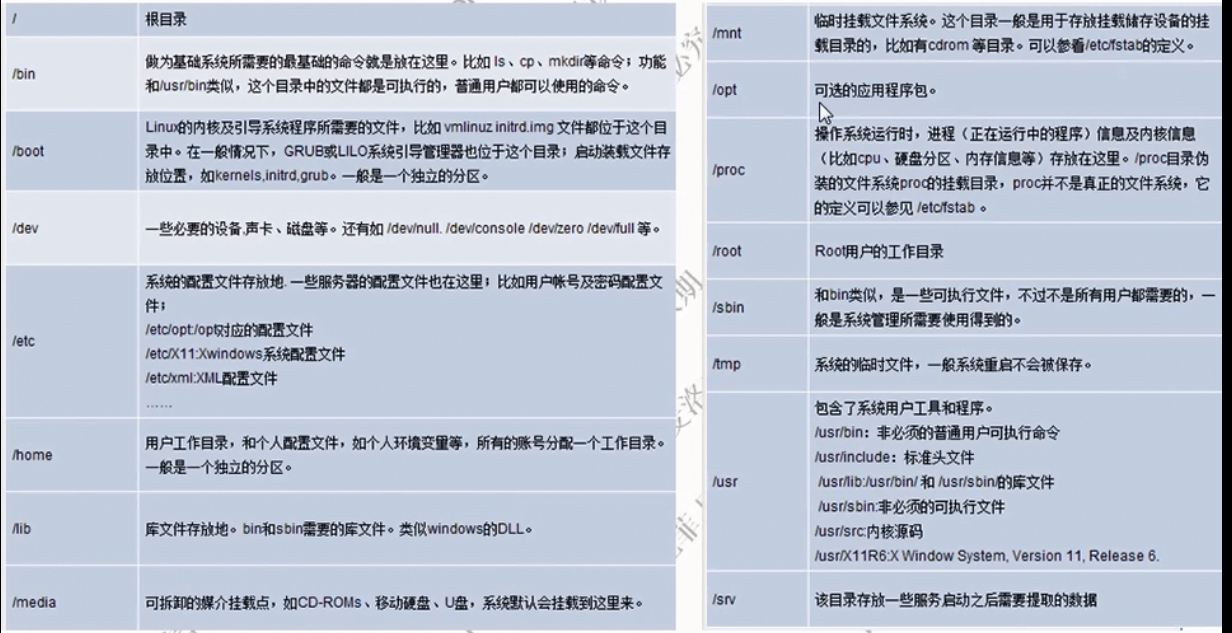 /
根目录
/bin
做为基础系统所需要的最基础的命令就是放在这里。比如 ls、cp、mkdir等命令；功能
和/usr/bin类似，这个目录中的文件都是可执行的，普通用户都可以使用的命令。
/boot
Linux的内核及引导系统程序所需要的文件，比如 vmlinuz initrd.img 文件都位于这个目
录中。在一般情况下，GRUB或LILO系统引导管理器也位于这个目录；启动装载文件存
放位置，如kernels,initrd,grub。一般是一个独立的分区。
/dev
一些必要的设备,声卡、磁盘等。还有如 /dev/null. /dev/console /dev/zero /dev/full 等。
/etc
系统的配置文件存放地. 一些服务器的配置文件也在这里；比如用户帐号及密码配置文
件；
/etc/opt:/opt对应的配置文件
/etc/X11:Xwindows系统配置文件
/etc/xml:XML配置文件
……
/home
用户工作目录，和个人配置文件，如个人环境变量等，所有的账号分配一个工作目录。
一般是一个独立的分区。
/lib
库文件存放地。bin和sbin需要的库文件。类似windows的DLL。
/media
可拆卸的媒介挂载点，如CD-ROMs、移动硬盘、U盘，系统默认会挂载到这里来。
/mnt
临时挂载文件系统。这个目录一般是用于存放挂载储存设备的挂
载目录的，比如有cdrom 等目录。可以参看/etc/fstab的定义。
/opt
可选的应用程序包。
/proc
操作系统运行时，进程（正在运行中的程序）信息及内核信息
（比如cpu、硬盘分区、内存信息等）存放在这里。/proc目录伪
装的文件系统proc的挂载目录，proc并不是真正的文件系统，它
的定义可以参见 /etc/fstab 。
/root
Root用户的工作目录
/sbin
和bin类似，是一些可执行文件，不过不是所有用户都需要的，一
般是系统管理所需要使用得到的。
/tmp
系统的临时文件，一般系统重启不会被保存。
/usr
包含了系统用户工具和程序。
/usr/bin：非必须的普通用户可执行命令
/usr/include：标准头文件
/usr/lib:/usr/bin/ 和 /usr/sbin/的库文件
/usr/sbin:非必须的可执行文件
/usr/src:内核源码
/usr/X11R6:X Window System, Version 11, Release 6.
/srv
该目录存放一些服务启动之后需要提取的数据